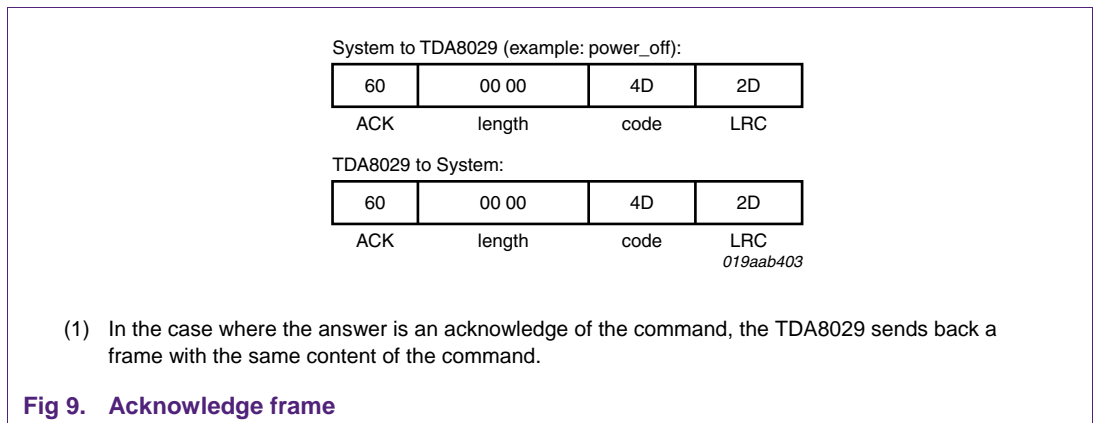 System to TDA8029 (example: power_off):
60 00 00 4D 2D
ACK length code LRC
TDA8029 to System:
60 00 00 4D 2D
ACK length code LRC
019aab403
(1) In the case where the answer is an acknowledge of the command, the TDA8029 sends back a
frame with the same content of the command.
Fig 9. Acknowledge frame